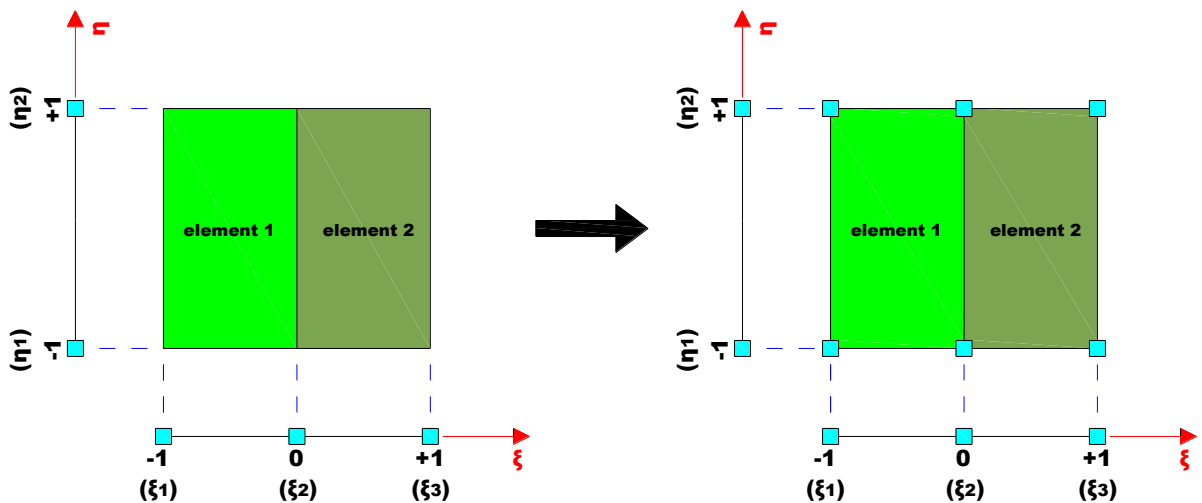 η
η
(η2)
+1
(η2)
+1
element 1
element 2
element 1
element 2
(η1)
-1
(η1)
-1
-1
0
+1
ξ
-1
0
+1
ξ
(ξ1)
(ξ2)
(ξ3)
(ξ1)
(ξ2)
(ξ3)